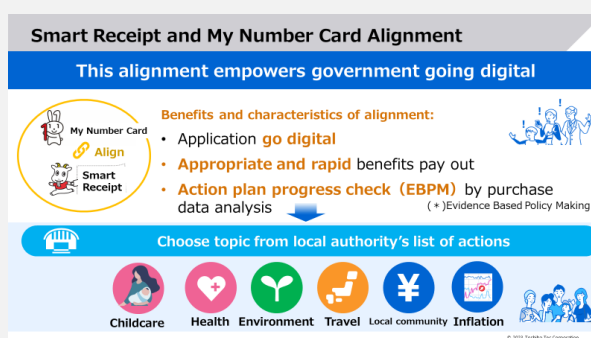 Smart Receipt and My Number Card Alignment
This alignment empowers government going digital
My Number Card
Align
Smart
Receipt
Benefits and characteristics of alignment:
• Application go digital
• Appropriate and rapid benefits pay out
• Action plan progress check（EBPM）by purchase
data analysis
(*)Evidence Based Policy Making
Choose topic from local authority's list of actions
Childcare
Health
Environment
Travel
Local community
Inflation